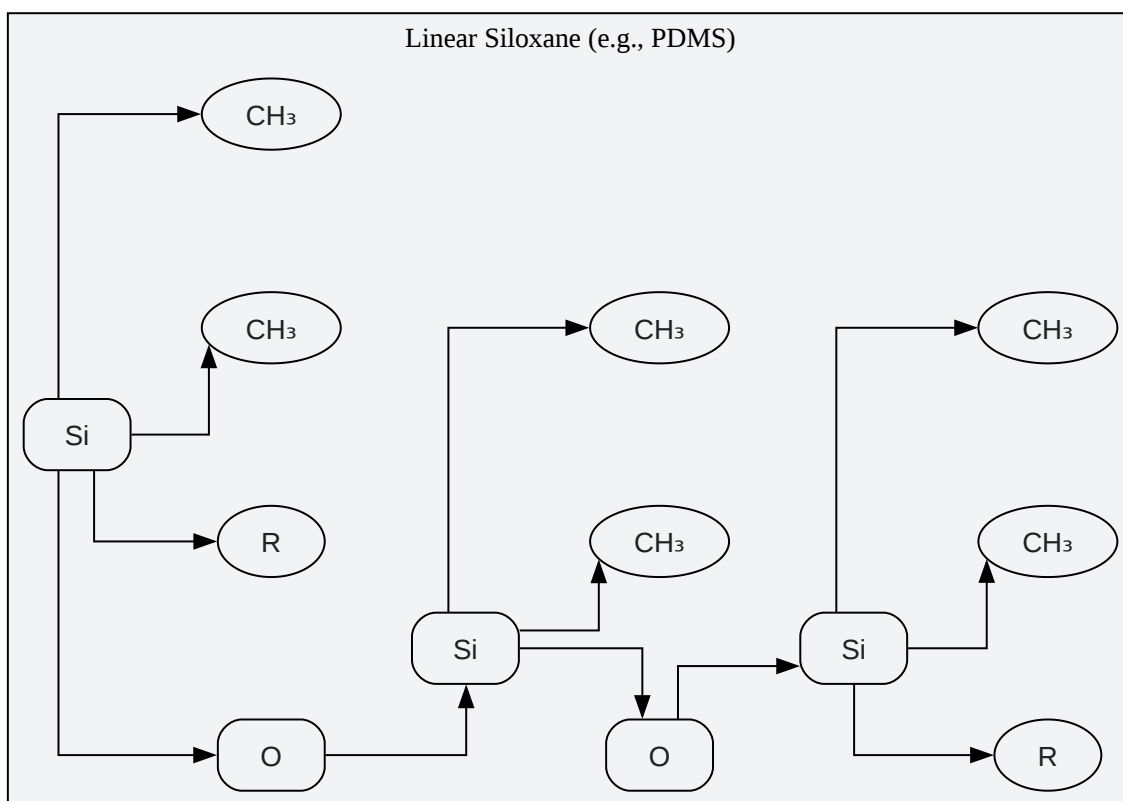 Linear Siloxane (e.g., PDMS)
CH₃
CH₃
CH₃
CH₃
Si
R
CH₃
CH₃
Si
Si
O
O
R